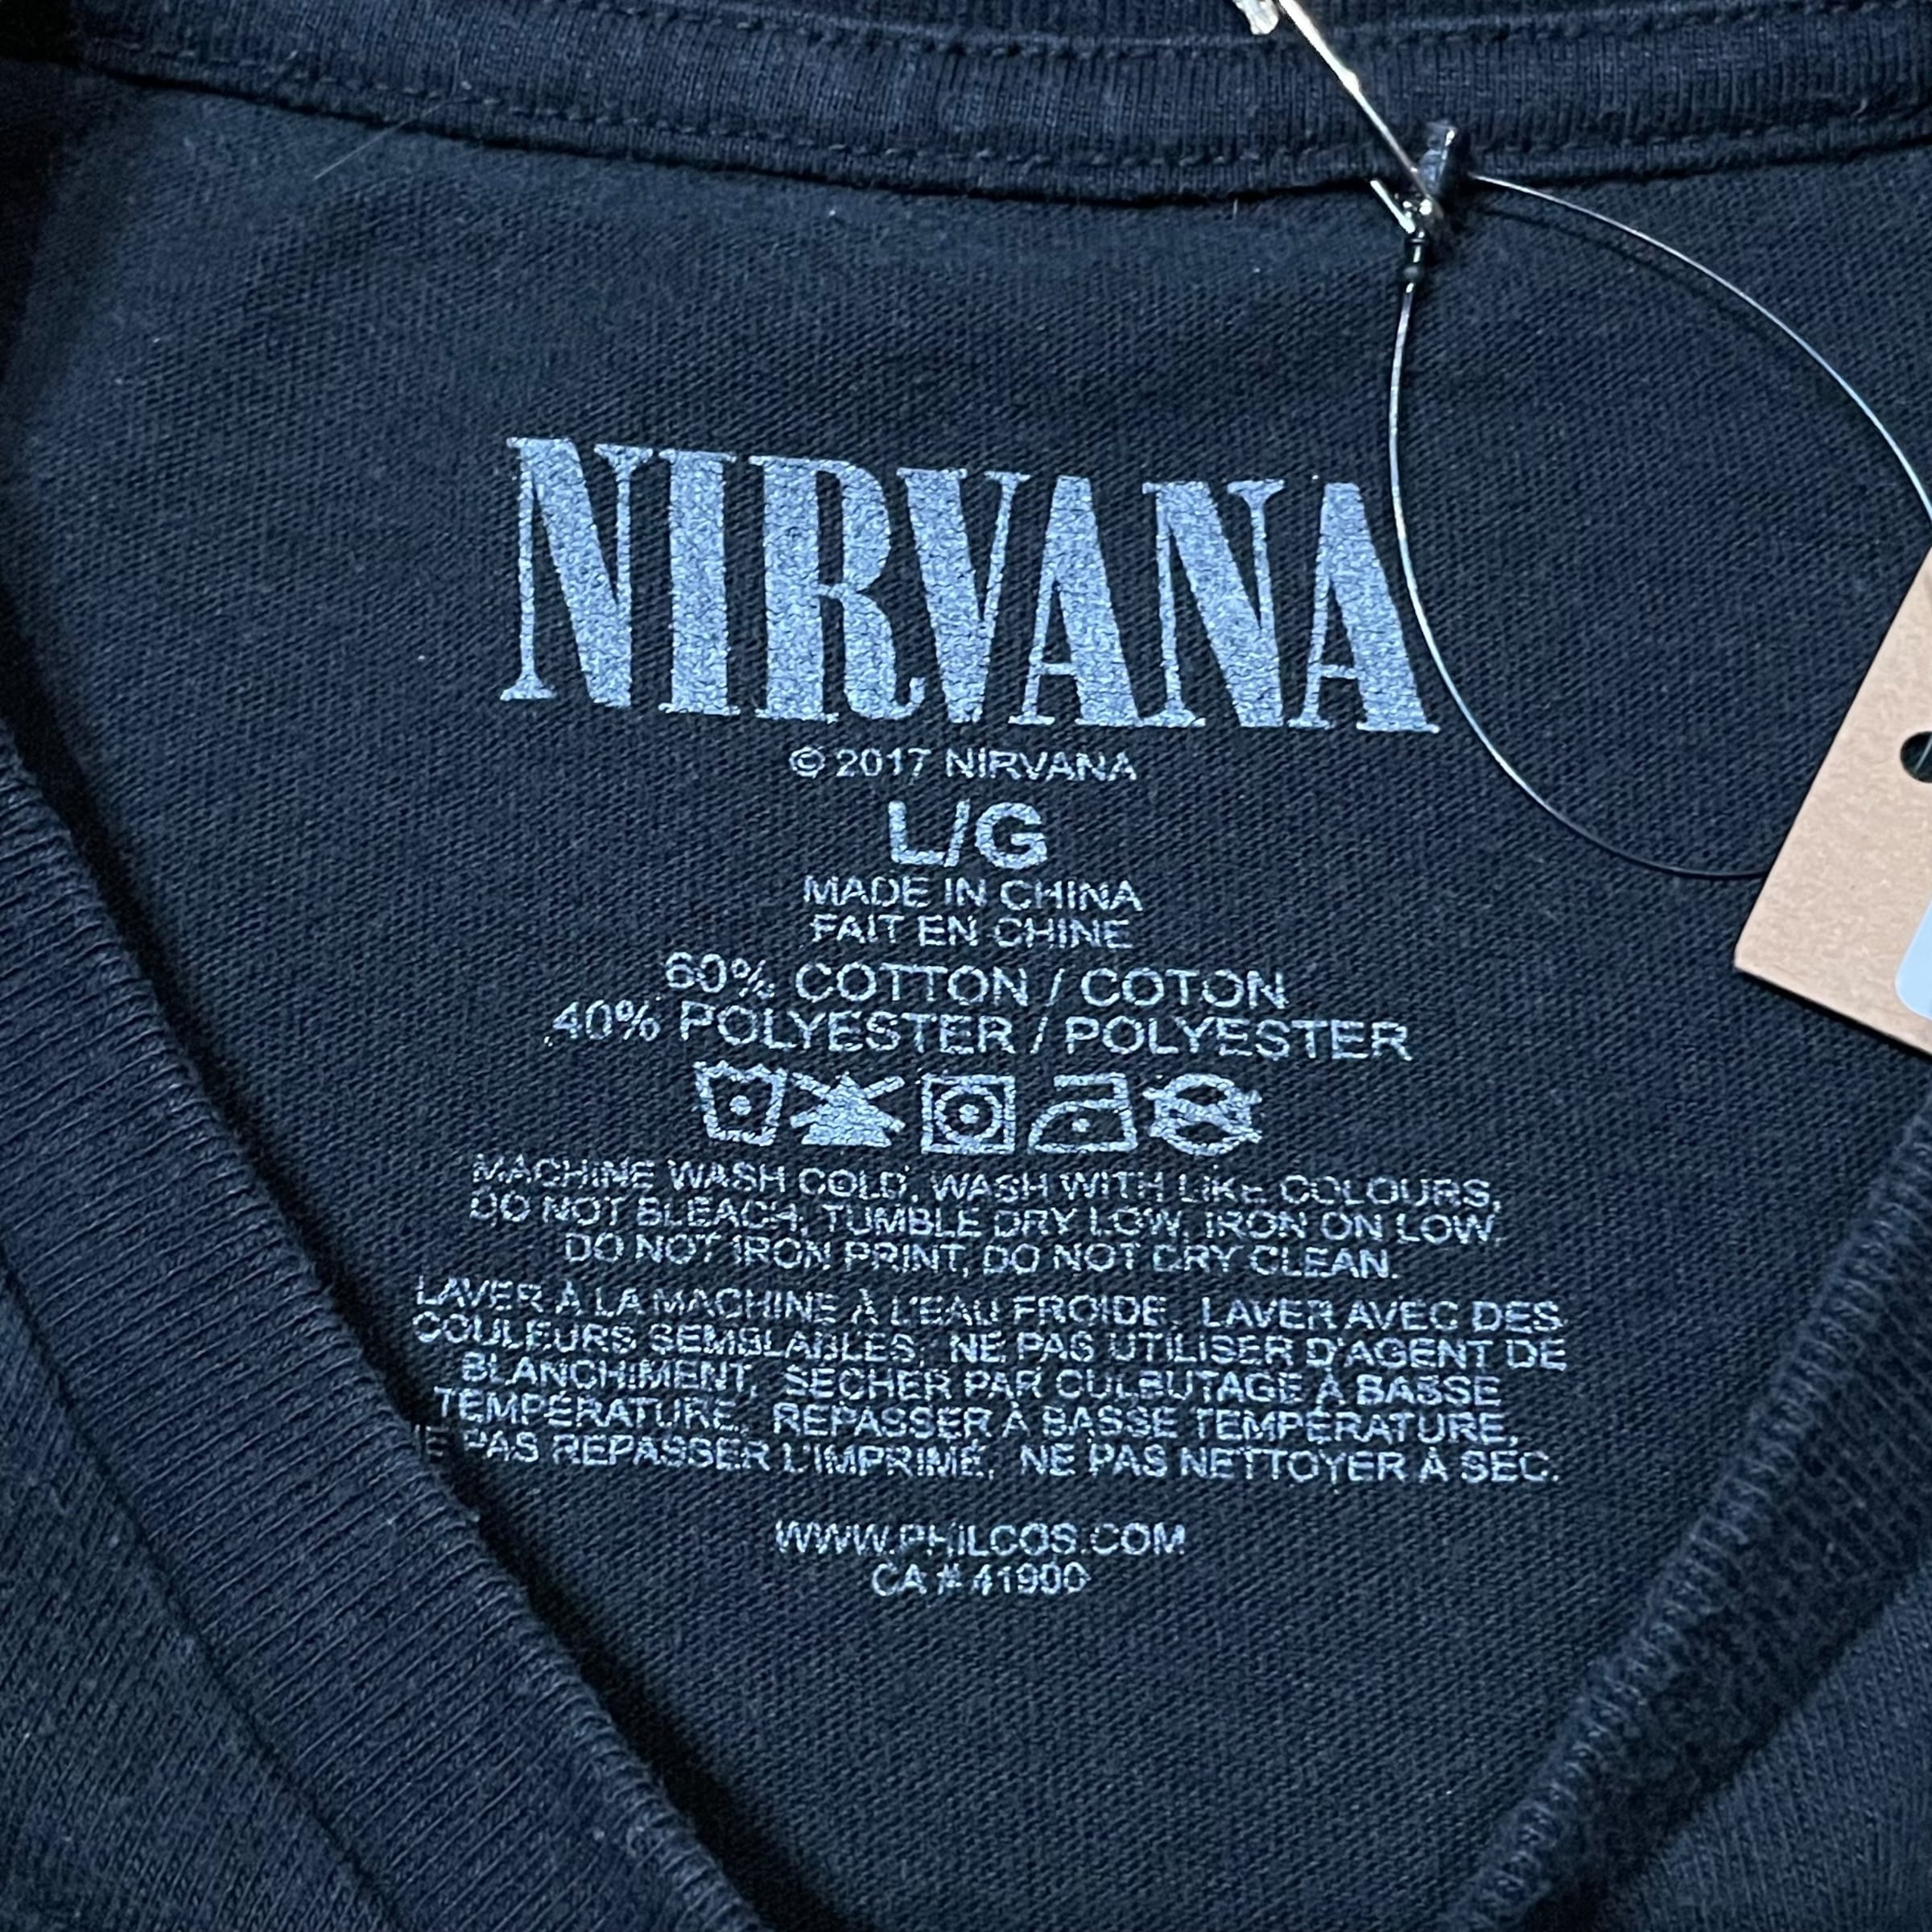 NIRVANA
© 2017 NIRVANA
L/G
MADE IN CHINA
FAIT EN CHINE
60% COTTON / COTON
40% POLYESTER / POLYESTER
MACHINE WASH COLD, WASH WITH LIKE COLOURS,
DO NOT BLEACH, TUMBLE DRY LOW, IRON ON LOW,
DO NOT IRON PRINT, DO NOT DRY CLEAN.
LAVER À LA MACHINE À L'EAU FROIDE, LAVER AVEC DES
COULEURS SEMBLABLES, NE PAS UTILISER D'AGENT DE
BLANCHIMENT, SÉCHER PAR CULBUTAGE À BASSE
TEMPÉRATURE, REPASSER À BASSE TEMPÉRATURE,
NE PAS REPASSER L'IMPRIMÉ, NE PAS NETTOYER À SEC.
WWW.PHILCOS.COM
CA # 41900